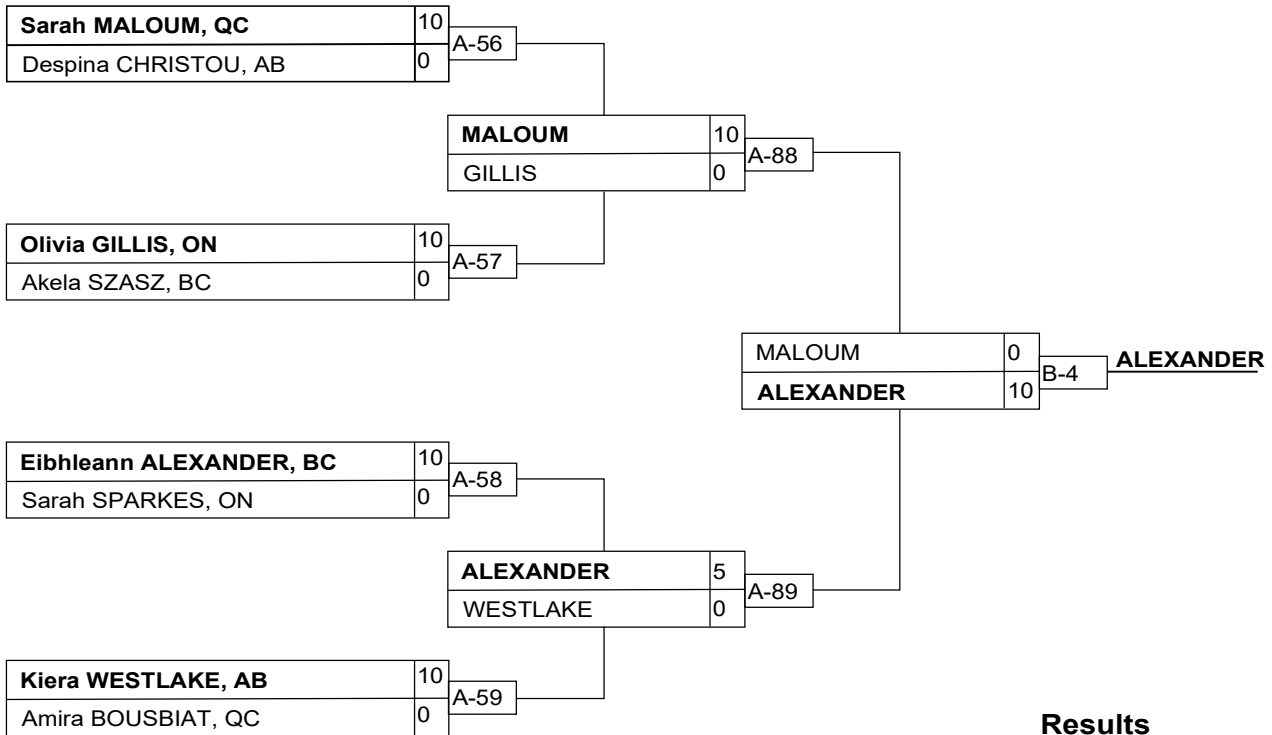 Sarah MALOUM, QC 10
A-56
Despina CHRISTOU, AB 0
MALOUM 10
A-88
GILLIS 0
Olivia GILLIS, ON 10
A-57
Akela SZASZ, BC 0
MALOUM 0
B-4
ALEXANDER
ALEXANDER 10
Eibhleann ALEXANDER, BC 10
A-58
Sarah SPARKES, ON 0
ALEXANDER 5
A-89
WESTLAKE 0
Kiera WESTLAKE, AB 10
A-59
Amira BOUSBIAT, QC 0
Results